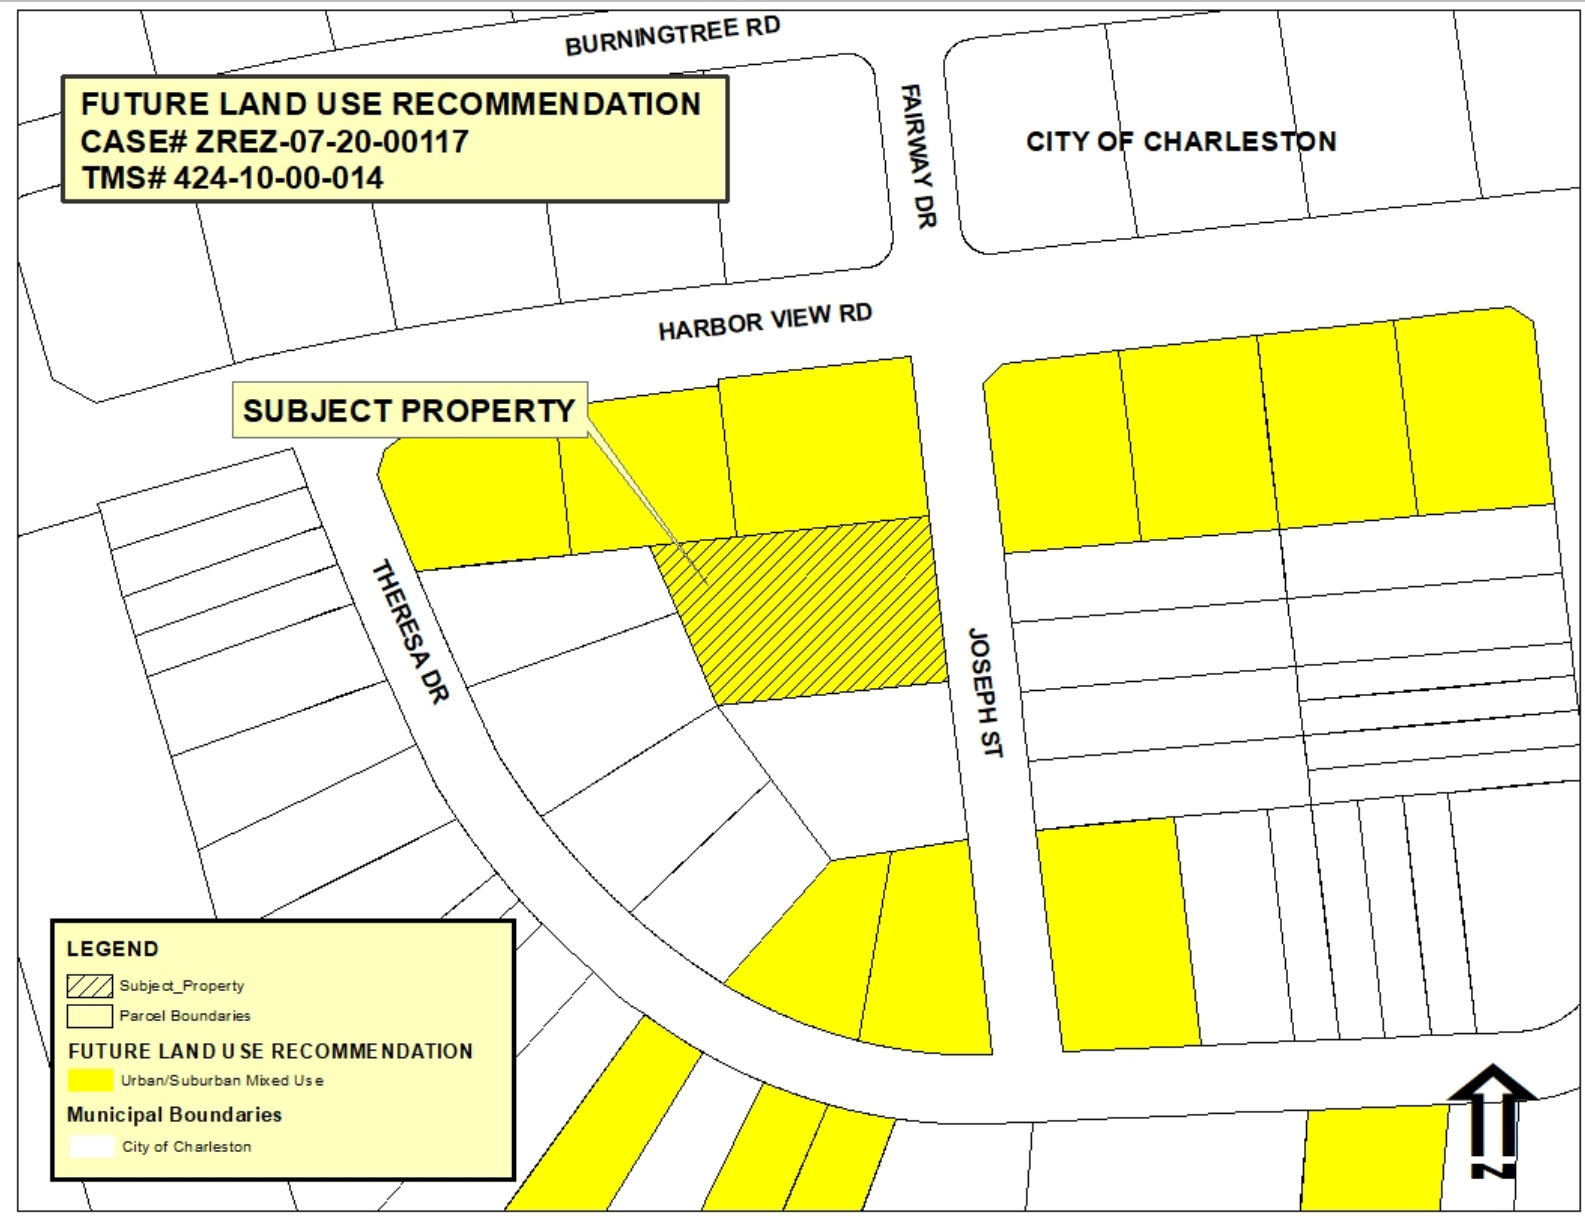 BURNINGTREE RD
FUTURE LAND USE RECOMMENDATION
CASE# ZREZ-07-20-00117
TMS# 424-10-00-014
FAIRWAY DR
CITY OF CHARLESTON
HARBOR VIEW RD
SUBJECT PROPERTY
THERESA DR
JOSEPH ST
LEGEND
Subject_Property
Parcel Boundaries
FUTURE LAND USE RECOMMENDATION
Urban/Suburban Mixed Use
Municipal Boundaries
City of Charleston
N